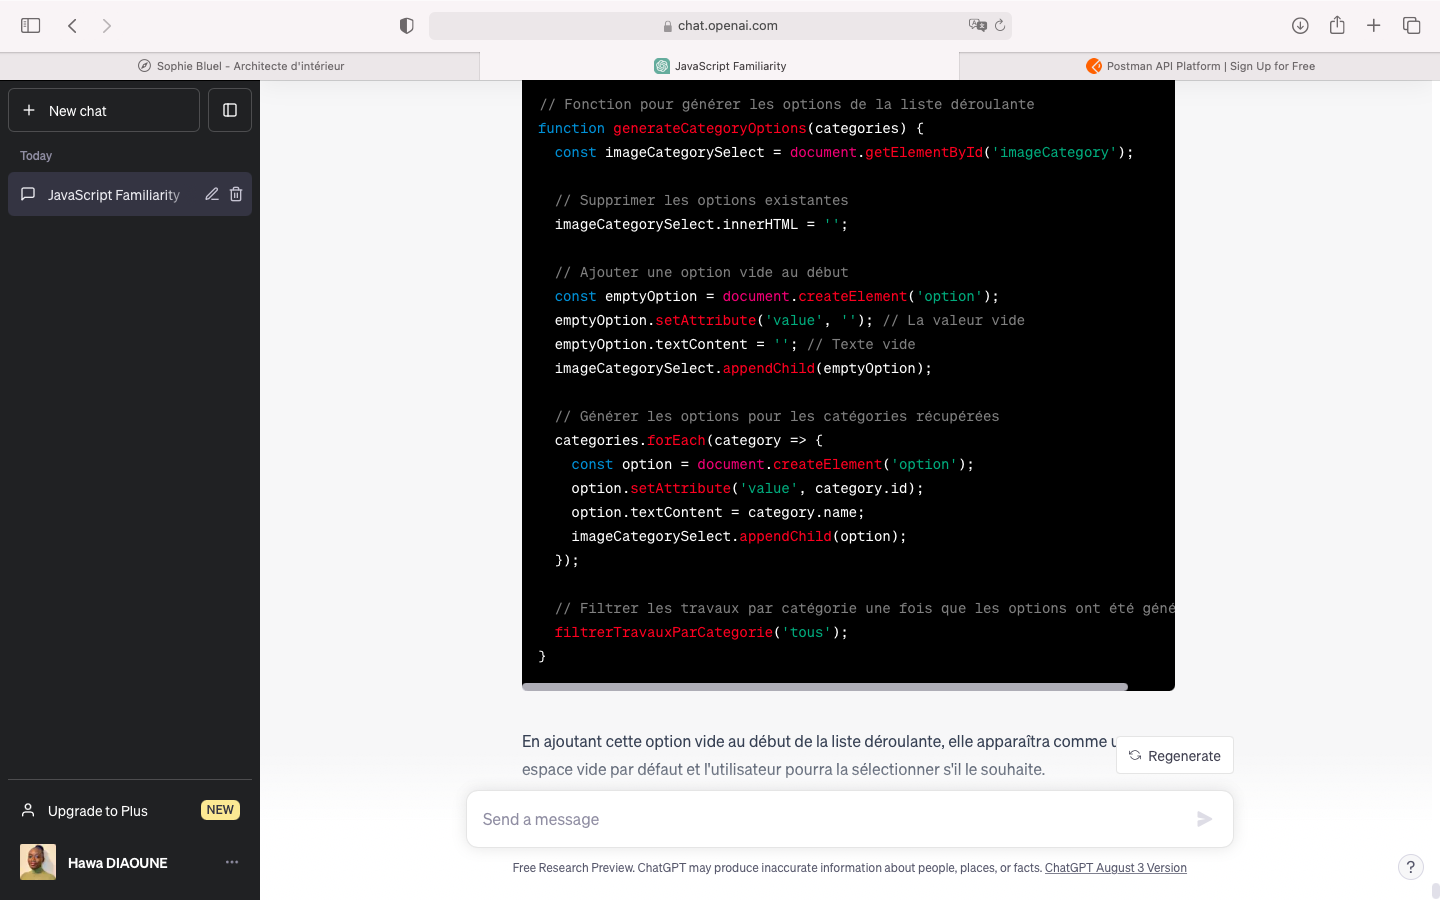 chat.openai.com
Sophie Bluel - Architecte d'intérieur
JavaScript Familiarity
Postman API Platform | Sign Up for Free
New chat
Today
JavaScript Familiarity
Upgrade to Plus
NEW
Hawa DIAOUNE
// Fonction pour générer les options de la liste déroulante
function generateCategoryOptions(categories) {
  const imageCategorySelect = document.getElementById('imageCategory');
  // Supprimer les options existantes
  imageCategorySelect.innerHTML = '';
  // Ajouter une option vide au début
  const emptyOption = document.createElement('option');
  emptyOption.setAttribute('value', ''); // La valeur vide
  emptyOption.textContent = ''; // Texte vide
  imageCategorySelect.appendChild(emptyOption);
  // Générer les options pour les catégories récupérées
  categories.forEach(category => {
    const option = document.createElement('option');
    option.setAttribute('value', category.id);
    option.textContent = category.name;
    imageCategorySelect.appendChild(option);
  });
  // Filtrer les travaux par catégorie une fois que les options ont été géné
  filtrerTravauxParCategorie('tous');
}
En ajoutant cette option vide au début de la liste déroulante, elle apparaîtra comme
espace vide par défaut et l'utilisateur pourra la sélectionner s'il le souhaite.
Regenerate
Send a message
Free Research Preview. ChatGPT may produce inaccurate information about people, places, or facts. ChatGPT August 3 Version
?